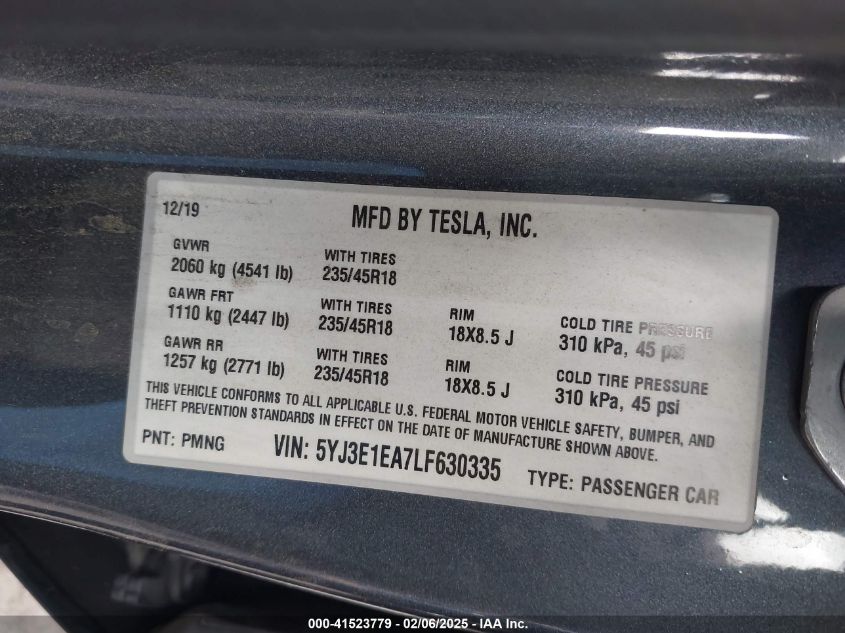 12/19 MFD BY TESLA, INC.
GVWR WITH TIRES
2060 kg (4541 lb) 235/45R18
GAWR FRT WITH TIRES RIM COLD TIRE PRESSURE
1110 kg (2447 lb) 235/45R18 18X8.5 J 310 kPa, 45 psi
GAWR RR WITH TIRES RIM COLD TIRE PRESSURE
1257 kg (2771 lb) 235/45R18 18X8.5 J 310 kPa, 45 psi
THIS VEHICLE CONFORMS TO ALL APPLICABLE U.S. FEDERAL MOTOR VEHICLE SAFETY, BUMPER, AND
THEFT PREVENTION STANDARDS IN EFFECT ON THE DATE OF MANUFACTURE SHOWN ABOVE.
PNT: PMNG VIN: 5YJ3E1EA7LF630335 TYPE: PASSENGER CAR
000-41523779 - 02/06/2025 - IAAI, Inc.